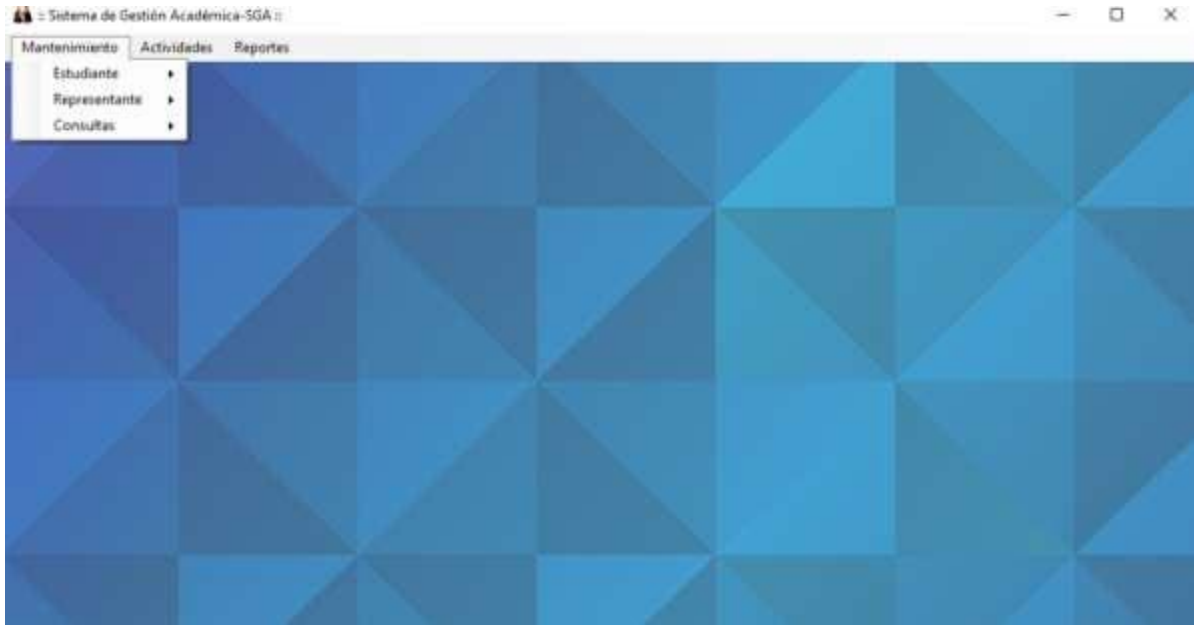 :: Sistema de Gestión Académica-SGA ::
Mantenimiento Actividades Reportes
Estudiante
Representante
Consultas